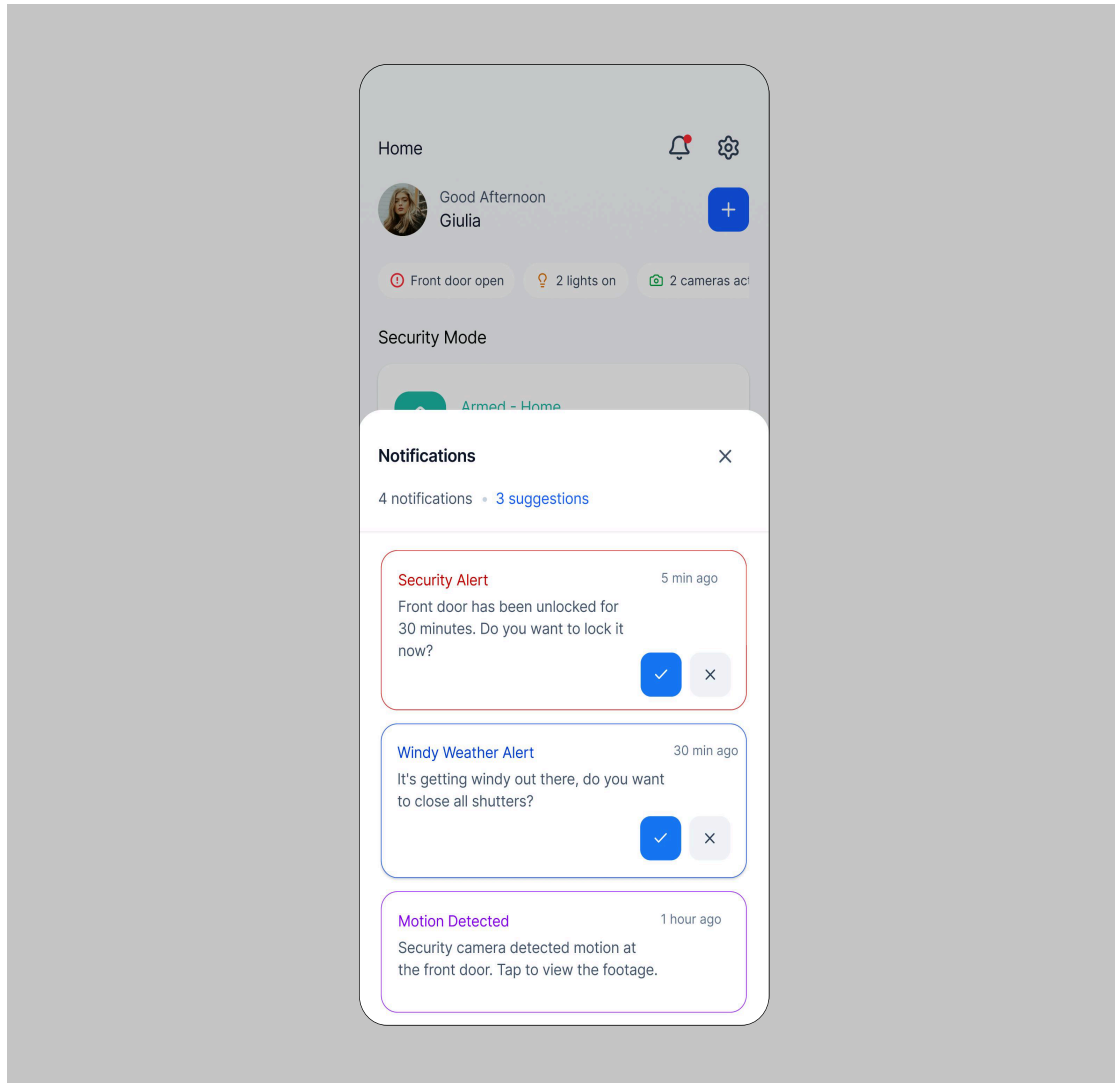 Home
Good Afternoon
Giulia
Front door open
2 lights on
2 cameras act
Security Mode
Armed - Home
Notifications
4 notifications • 3 suggestions
Security Alert
5 min ago
Front door has been unlocked for
30 minutes. Do you want to lock it
now?
Windy Weather Alert
30 min ago
It's getting windy out there, do you want
to close all shutters?
Motion Detected
1 hour ago
Security camera detected motion at
the front door. Tap to view the footage.